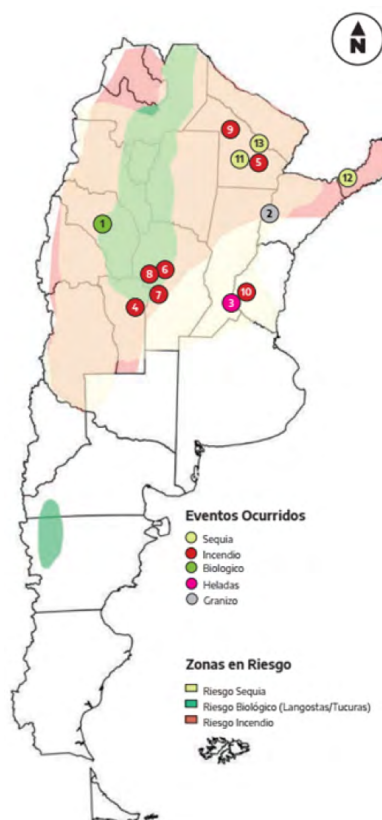 N
9
13
11
5
12
2
1
8
6
7
4
10
3
Eventos Ocurridos
Sequia
Incendio
Biologico
Heladas
Granizo
Zonas en Riesgo
Riesgo Sequia
Riesgo Biológico (Langostas/Tucuras)
Riesgo Incendio